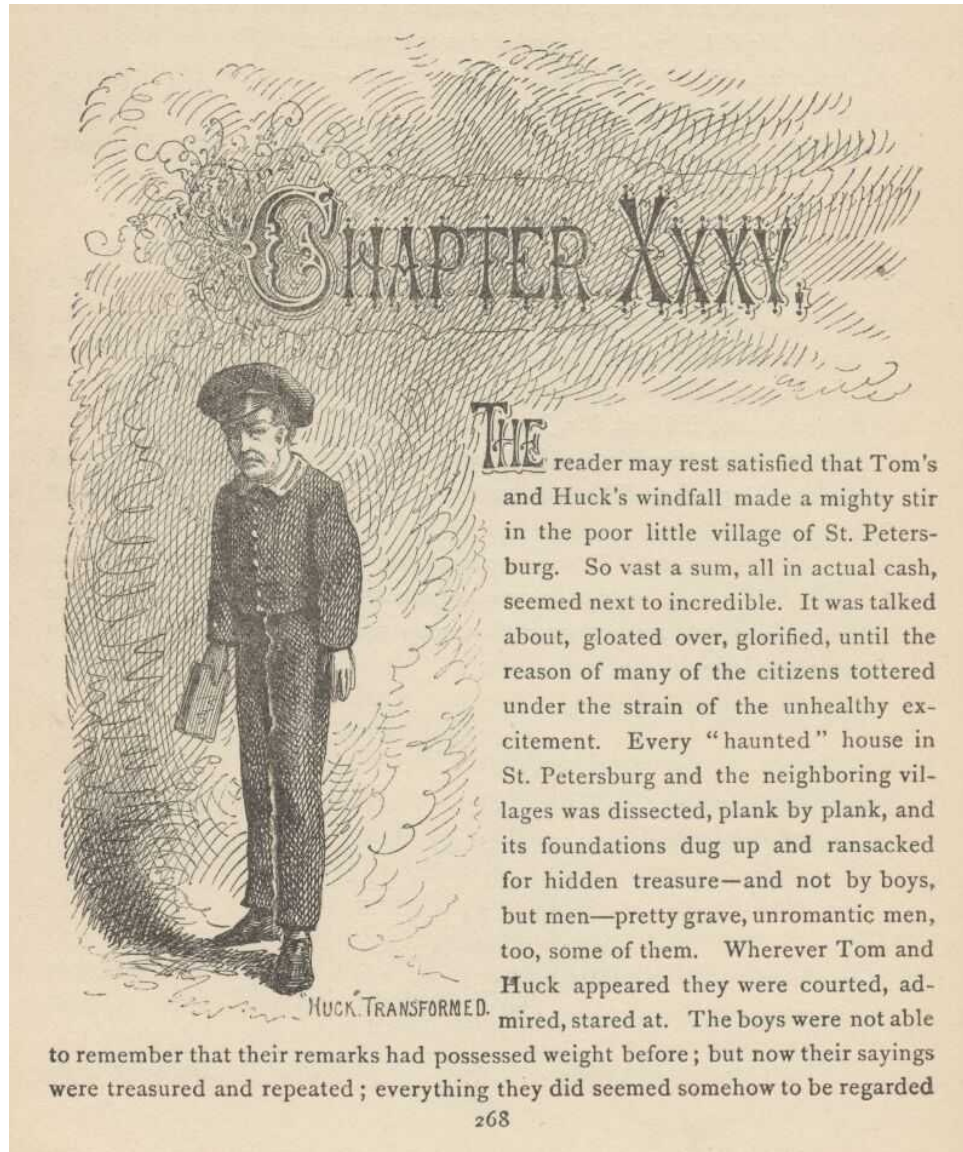 CHAPTER XXXV.
THE reader may rest satisfied that Tom's
and Huck's windfall made a mighty stir
in the poor little village of St. Peters-
burg. So vast a sum, all in actual cash,
seemed next to incredible. It was talked
about, gloated over, glorified, until the
reason of many of the citizens tottered
under the strain of the unhealthy ex-
citement. Every “haunted” house in
St. Petersburg and the neighboring vil-
lages was dissected, plank by plank, and
its foundations dug up and ransacked
for hidden treasure—and not by boys,
but men—pretty grave, unromantic men,
too, some of them. Wherever Tom and
Huck appeared they were courted, ad-
mired, stared at. The boys were not able
to remember that their remarks had possessed weight before; but now their sayings
were treasured and repeated; everything they did seemed somehow to be regarded
"HUCK" TRANSFORMED.
268